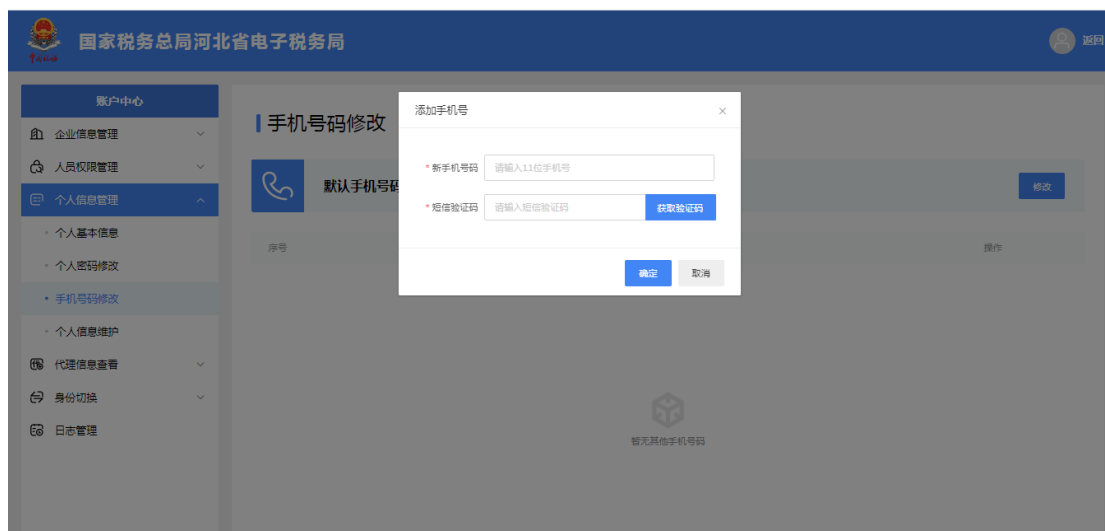 国家税务总局河北省电子税务局
返回
账户中心
企业信息管理
人员权限管理
个人信息管理
个人基本信息
个人密码修改
手机号码修改
个人信息维护
代理信息查看
身份切换
日志管理
手机号码修改
默认手机号码
修改
序号
操作
暂无其他手机号码
添加手机号
* 新手机号码 请输入11位手机号
* 短信验证码 请输入短信验证码 获取验证码
确定 取消